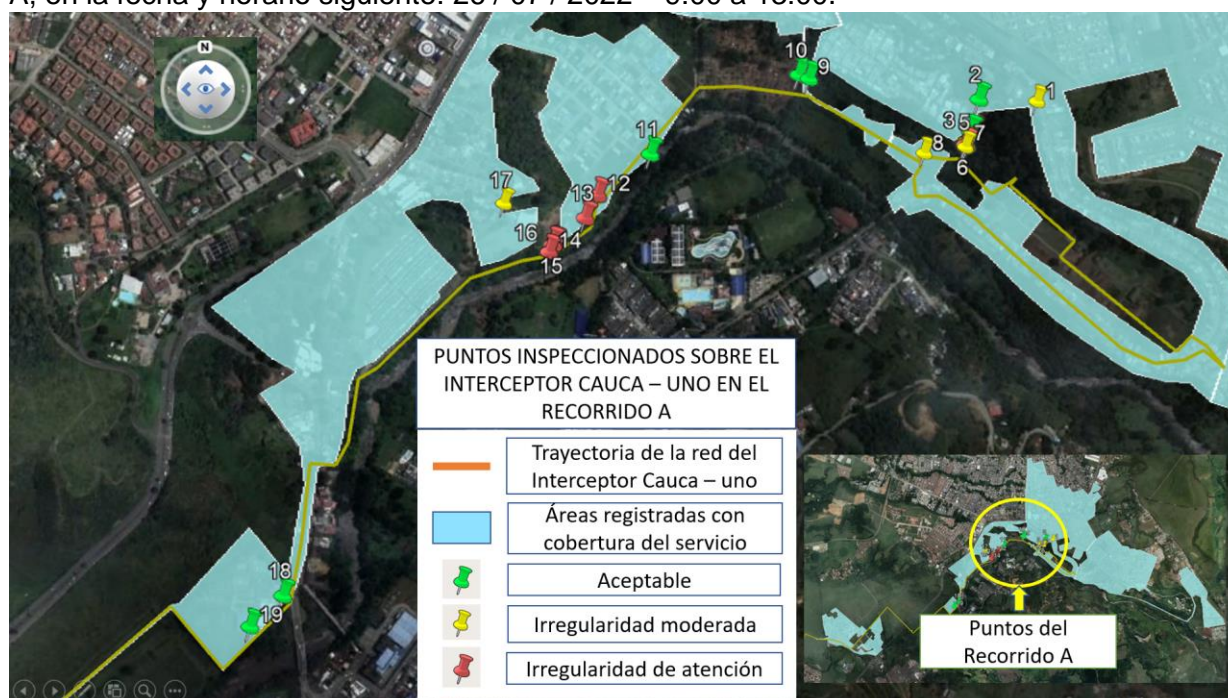 A, en la fecha y horario siguiente: 28 / 07 / 2022 – 8:00 a 18:00.
N
10
9
2
1
3
5
7
8
6
11
17
13
12
16
14
15
18
19
PUNTOS INSPECCIONADOS SOBRE EL
INTERCEPTOR CAUCA – UNO EN EL
RECORRIDO A
Trayectoria de la red del
Interceptor Cauca – uno
Áreas registradas con
cobertura del servicio
Aceptable
Irregularidad moderada
Irregularidad de atención
Puntos del
Recorrido A